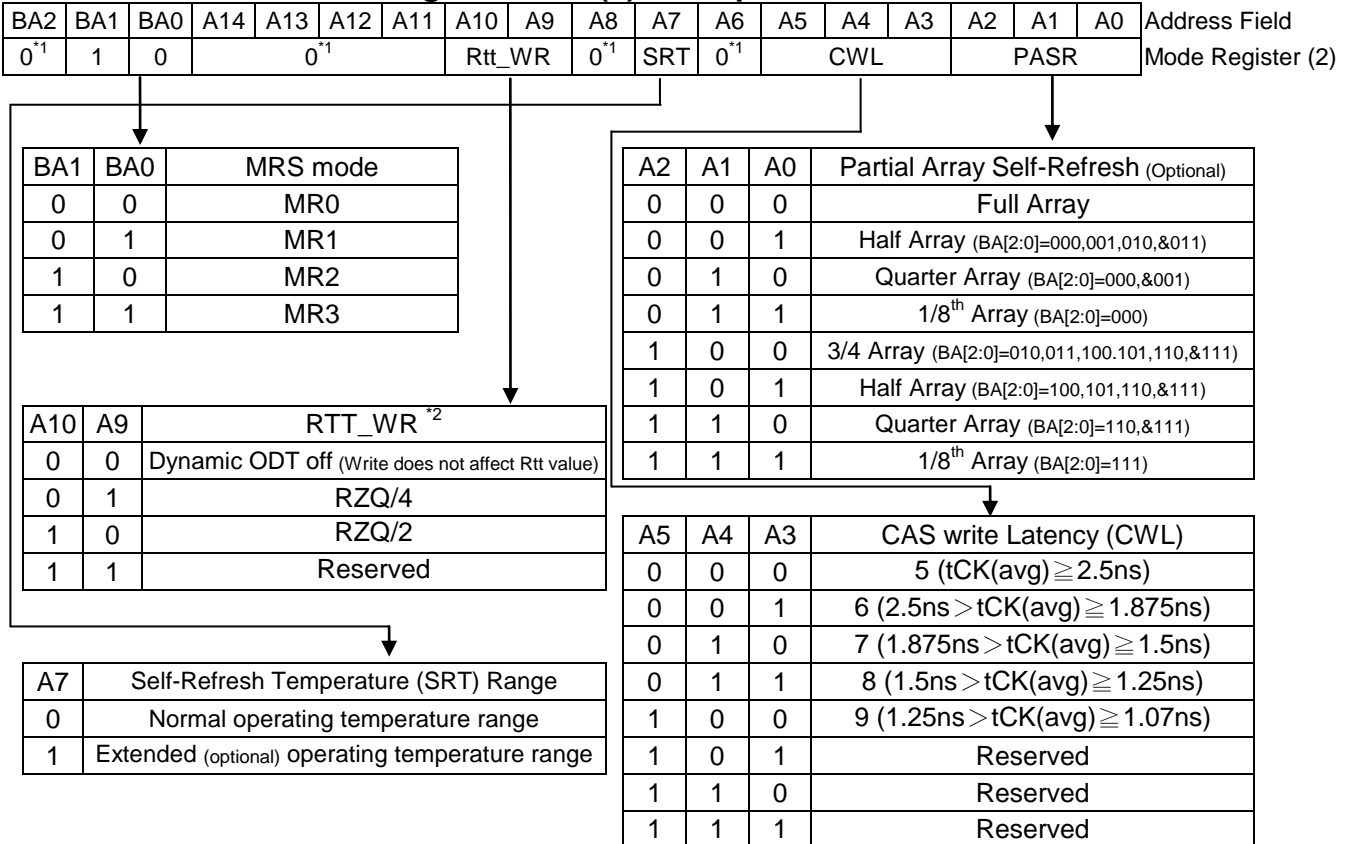 BA2 BA1 BA0 A14 A13 A12 A11 A10 A9 A8 A7 A6 A5 A4 A3 A2 A1 A0 Address Field
0*1 1 0 0*1 Rtt_WR 0*1 SRT 0*1 CWL PASR Mode Register (2)
BA1 BA0 MRS mode
0 0 MR0
0 1 MR1
1 0 MR2
1 1 MR3
A2 A1 A0 Partial Array Self-Refresh (Optional)
0 0 0 Full Array
0 0 1 Half Array (BA[2:0]=000,001,010,&011)
0 1 0 Quarter Array (BA[2:0]=000,&001)
0 1 1 1/8th Array (BA[2:0]=000)
1 0 0 3/4 Array (BA[2:0]=010,011,100.101,110,&111)
1 0 1 Half Array (BA[2:0]=100,101,110,&111)
1 1 0 Quarter Array (BA[2:0]=110,&111)
1 1 1 1/8th Array (BA[2:0]=111)
A10 A9 RTT_WR *2
0 0 Dynamic ODT off (Write does not affect Rtt value)
0 1 RZQ/4
1 0 RZQ/2
1 1 Reserved
A5 A4 A3 CAS write Latency (CWL)
0 0 0 5 (tCK(avg)≧2.5ns)
0 0 1 6 (2.5ns>tCK(avg)≧1.875ns)
0 1 0 7 (1.875ns>tCK(avg)≧1.5ns)
0 1 1 8 (1.5ns>tCK(avg)≧1.25ns)
1 0 0 9 (1.25ns>tCK(avg)≧1.07ns)
1 0 1 Reserved
1 1 0 Reserved
1 1 1 Reserved
A7 Self-Refresh Temperature (SRT) Range
0 Normal operating temperature range
1 Extended (optional) operating temperature range